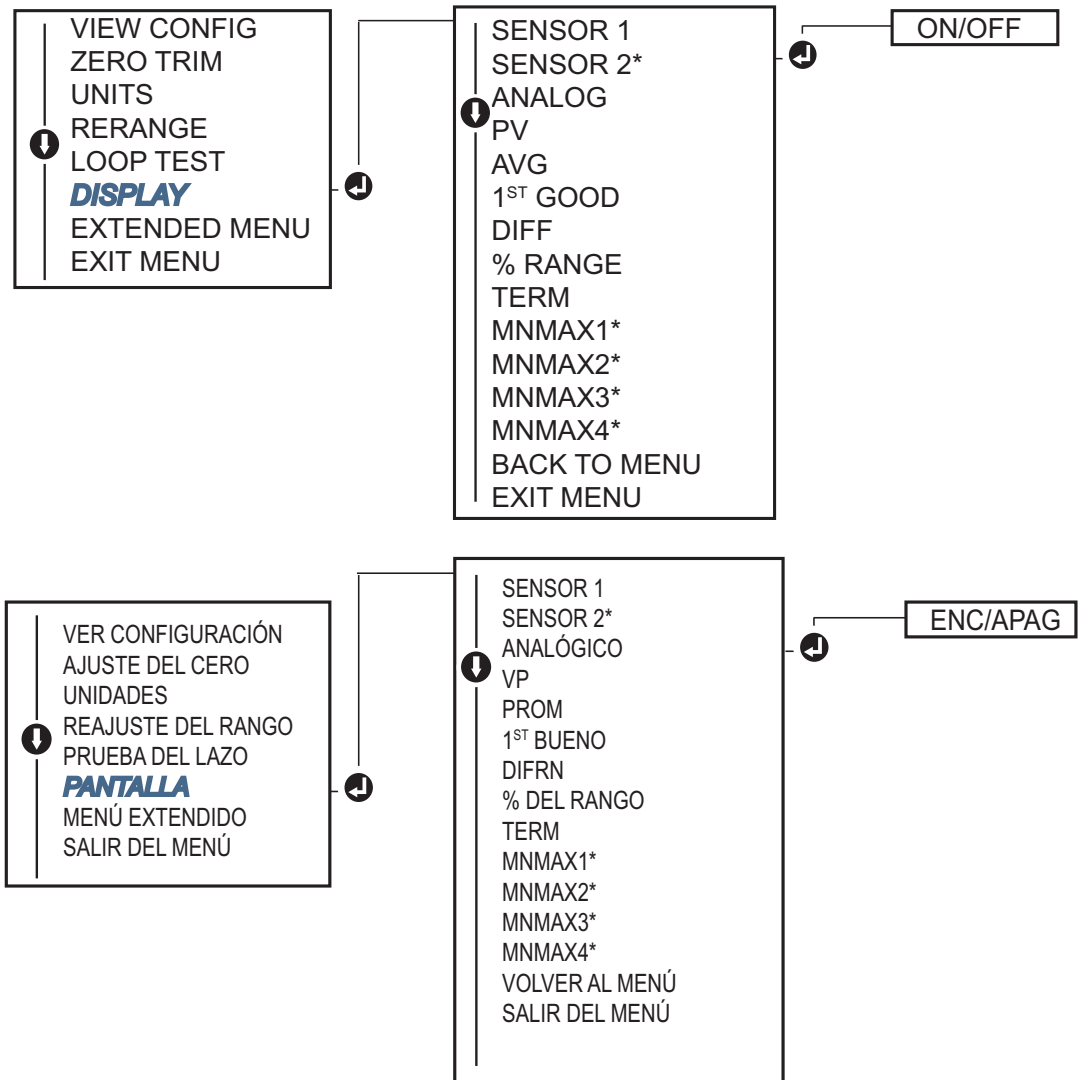 VIEW CONFIG
ZERO TRIM
UNITS
RERANGE
LOOP TEST
DISPLAY
EXTENDED MENU
EXIT MENU
SENSOR 1
SENSOR 2*
ANALOG
PV
AVG
1ST GOOD
DIFF
% RANGE
TERM
MNMAX1*
MNMAX2*
MNMAX3*
MNMAX4*
BACK TO MENU
EXIT MENU
ON/OFF
VER CONFIGURACIÓN
AJUSTE DEL CERO
UNIDADES
REAJUSTE DEL RANGO
PRUEBA DEL LAZO
PANTALLA
MENÚ EXTENDIDO
SALIR DEL MENÚ
SENSOR 1
SENSOR 2*
ANALÓGICO
VP
PROM
1ST BUENO
DIFRN
% DEL RANGO
TERM
MNMAX1*
MNMAX2*
MNMAX3*
MNMAX4*
VOLVER AL MENÚ
SALIR DEL MENÚ
ENC/APAG